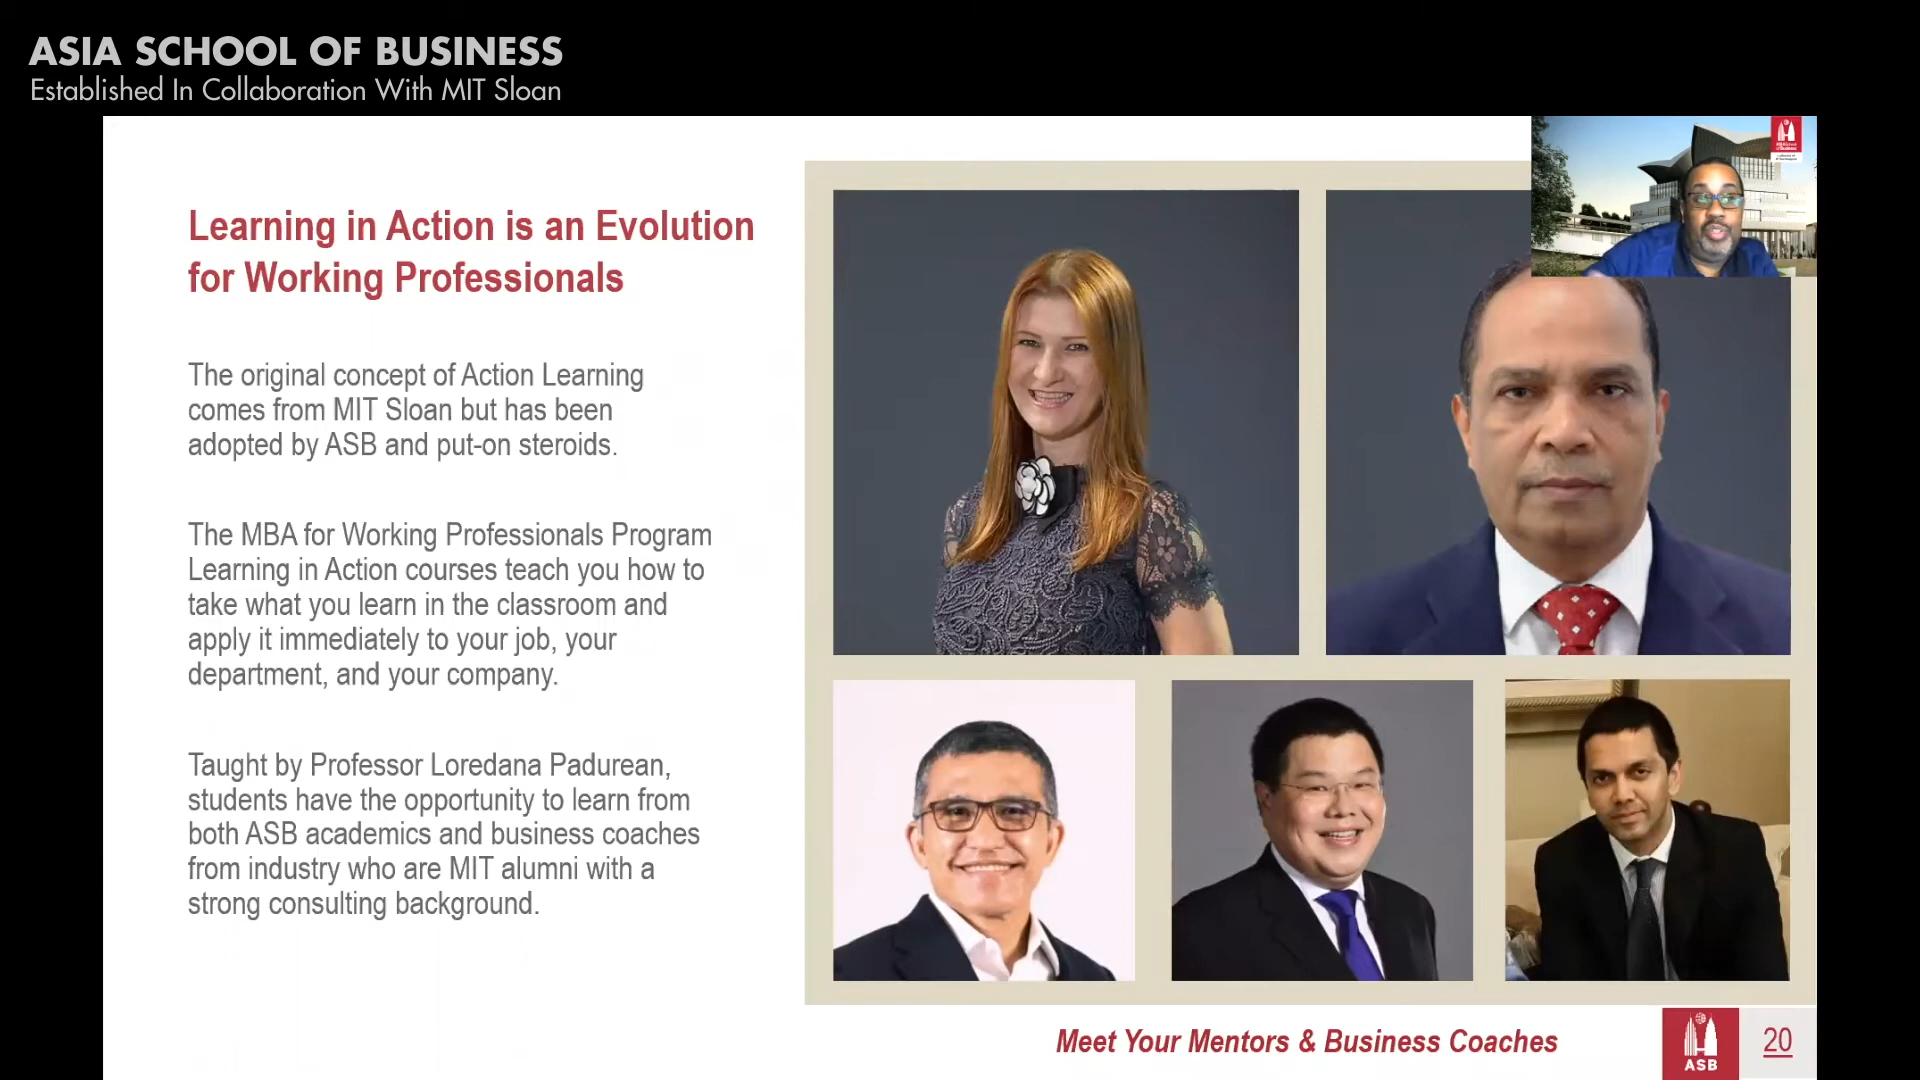 ASIA SCHOOL OF BUSINESS
Established In Collaboration With MIT Sloan
Learning in Action is an Evolution
for Working Professionals
The original concept of Action Learning
comes from MIT Sloan but has been
adopted by ASB and put-on steroids.
The MBA for Working Professionals Program
Learning in Action courses teach you how to
take what you learn in the classroom and
apply it immediately to your job, your
department, and your company.
Taught by Professor Loredana Padurean,
students have the opportunity to learn from
both ASB academics and business coaches
from industry who are MIT alumni with a
strong consulting background.
Meet Your Mentors & Business Coaches
ASB
20